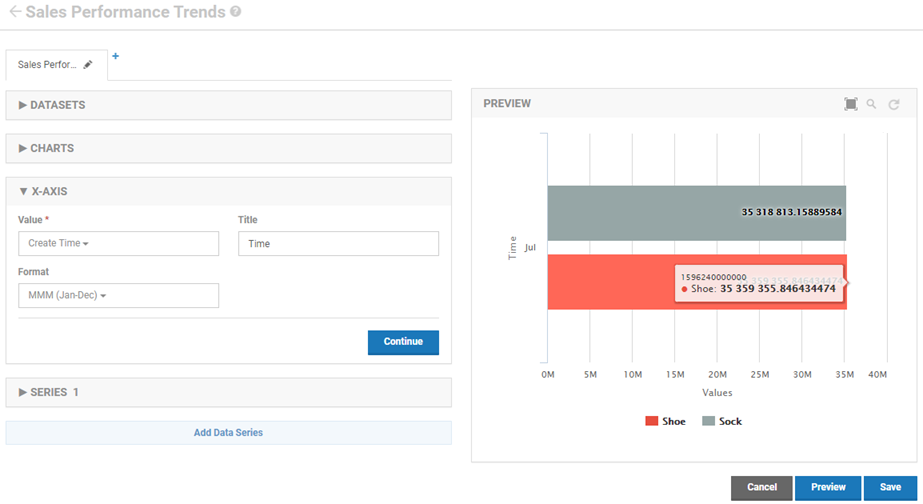 Sales Performance Trends
Sales Perfor...
+
DATASETS
CHARTS
X-AXIS
Value *
Title
Create Time
Time
Format
MMM (Jan-Dec)
Continue
SERIES 1
Add Data Series
PREVIEW
35 318 813.15889584
Time
Jul
1596240000000
Shoe: 35 359 355.846434474
0M 5M 10M 15M 20M 25M 30M 35M 40M
Values
Shoe Sock
Cancel Preview Save